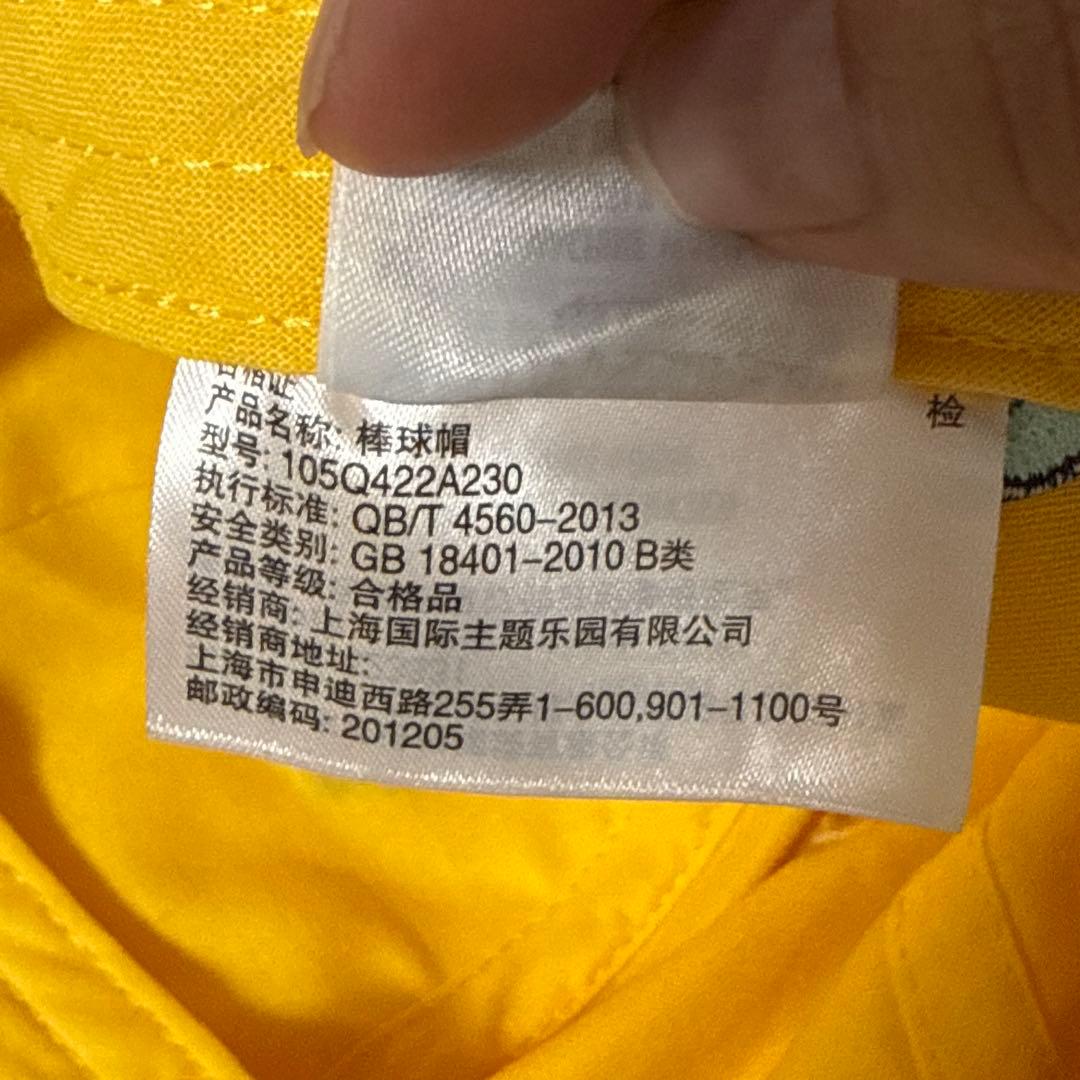 合格证
检
产品名称: 棒球帽
型号: 105Q422A230
执行标准: QB/T 4560-2013
安全类别: GB 18401-2010 B类
产品等级: 合格品
经销商: 上海国际主题乐园有限公司
经销商地址:
上海市申迪西路255弄1-600,901-1100号
邮政编码: 201205